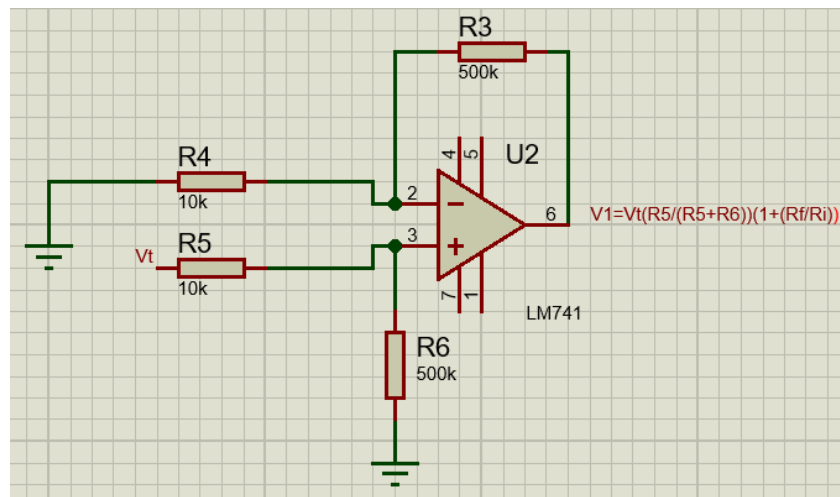 R3
500k
4
5
U2
R4
10k
2
6
V1=Vt(R5/(R5+R6))(1+(Rf/Ri))
3
R5
Vt
10k
7
1
LM741
R6
500k